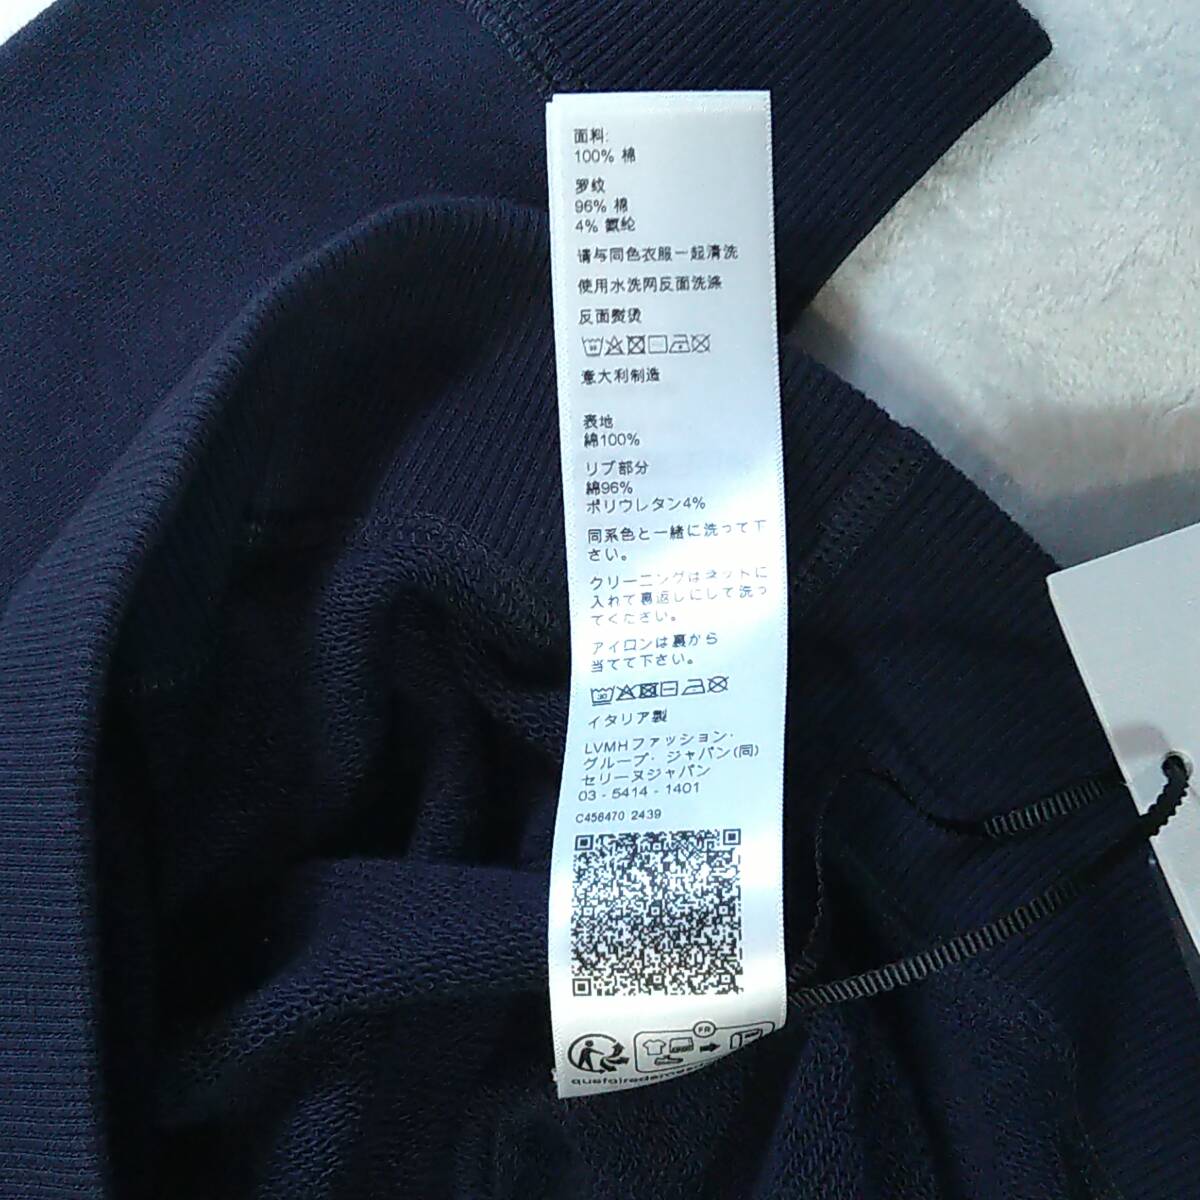 面料:
100% 棉
罗纹
96% 棉
4% 氨纶
请与同色衣服一起清洗
使用水洗网反面洗涤
反面熨烫
意大利制造
表地
綿100%
リブ部分
綿96%
ポリウレタン4%
同系色と一緒に洗って下
さい。
クリーニングはネットに
入れて裏返しにして洗っ
てください。
アイロンは裏から
当てて下さい。
イタリア製
LVMHファッション・
グループ・ジャパン(同)
セリーヌジャパン
03 - 5414 - 1401
C456470 2439
FR